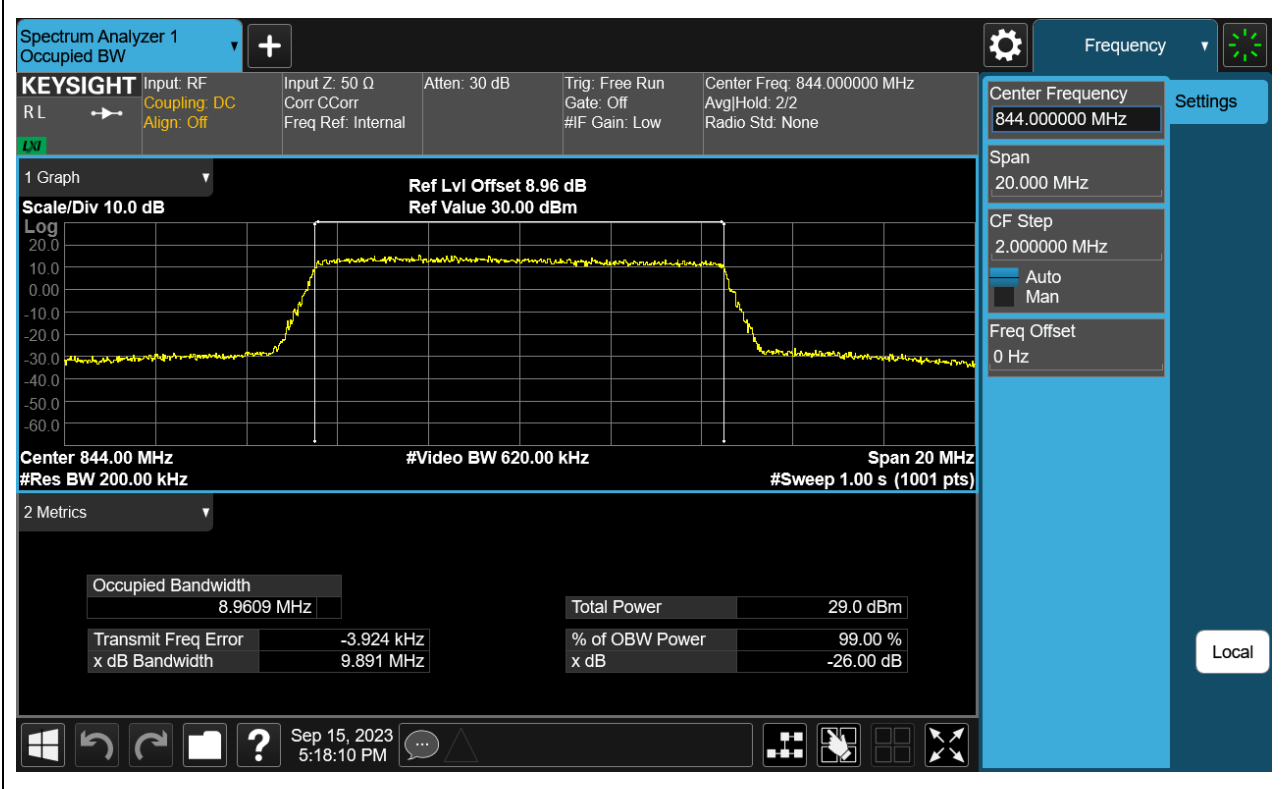 Spectrum Analyzer 1
Occupied BW
+
Frequency
KEYSIGHT
R L
LXI
Input: RF
Coupling: DC
Align: Off
Input Z: 50 Ω
Corr CCorr
Freq Ref: Internal
Atten: 30 dB
Trig: Free Run
Gate: Off
#IF Gain: Low
Center Freq: 844.000000 MHz
Avg|Hold: 2/2
Radio Std: None
1 Graph
Scale/Div 10.0 dB
Ref Lvl Offset 8.96 dB
Ref Value 30.00 dBm
Log
20.0
10.0
0.00
-10.0
-20.0
-30.0
-40.0
-50.0
-60.0
Center 844.00 MHz
#Video BW 620.00 kHz
Span 20 MHz
#Res BW 200.00 kHz
#Sweep 1.00 s (1001 pts)
2 Metrics
Occupied Bandwidth
8.9609 MHz
Total Power 29.0 dBm
Transmit Freq Error -3.924 kHz
% of OBW Power 99.00 %
x dB Bandwidth 9.891 MHz
x dB -26.00 dB
?
Sep 15, 2023
5:18:10 PM
Center Frequency
844.000000 MHz
Span
20.000 MHz
CF Step
2.000000 MHz
Auto
Man
Freq Offset
0 Hz
Settings
Local